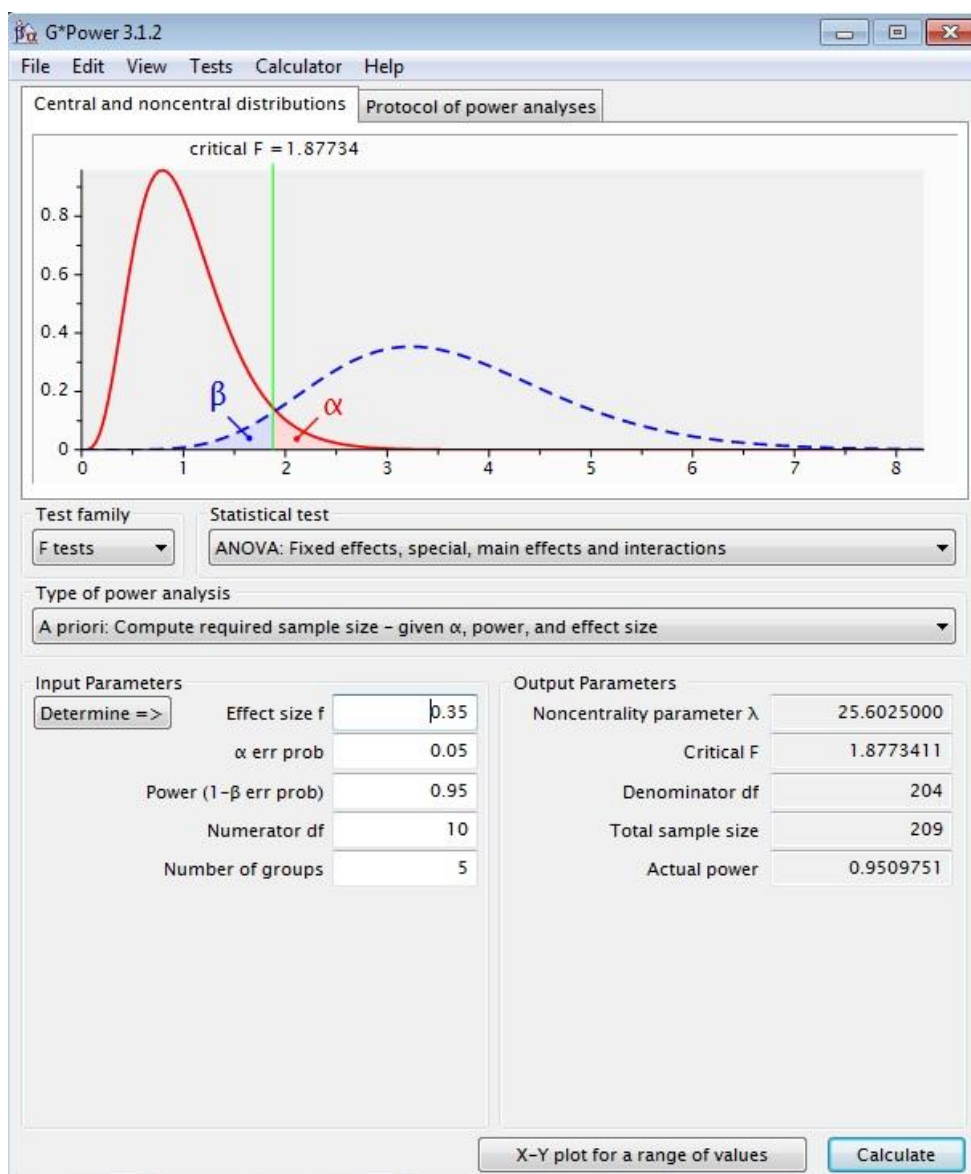 G*Power 3.1.2
File Edit View Tests Calculator Help
Central and noncentral distributions Protocol of power analyses
critical F = 1.87734
0.8
0.6
0.4
0.2
0
β
α
0 1 2 3 4 5 6 7 8
Test family Statistical test
F tests ANOVA: Fixed effects, special, main effects and interactions
Type of power analysis
A priori: Compute required sample size – given α, power, and effect size
Input Parameters Output Parameters
Determine => Effect size f 0.35 Noncentrality parameter λ 25.6025000
α err prob 0.05 Critical F 1.8773411
Power (1–β err prob) 0.95 Denominator df 204
Numerator df 10 Total sample size 209
Number of groups 5 Actual power 0.9509751
X–Y plot for a range of values Calculate